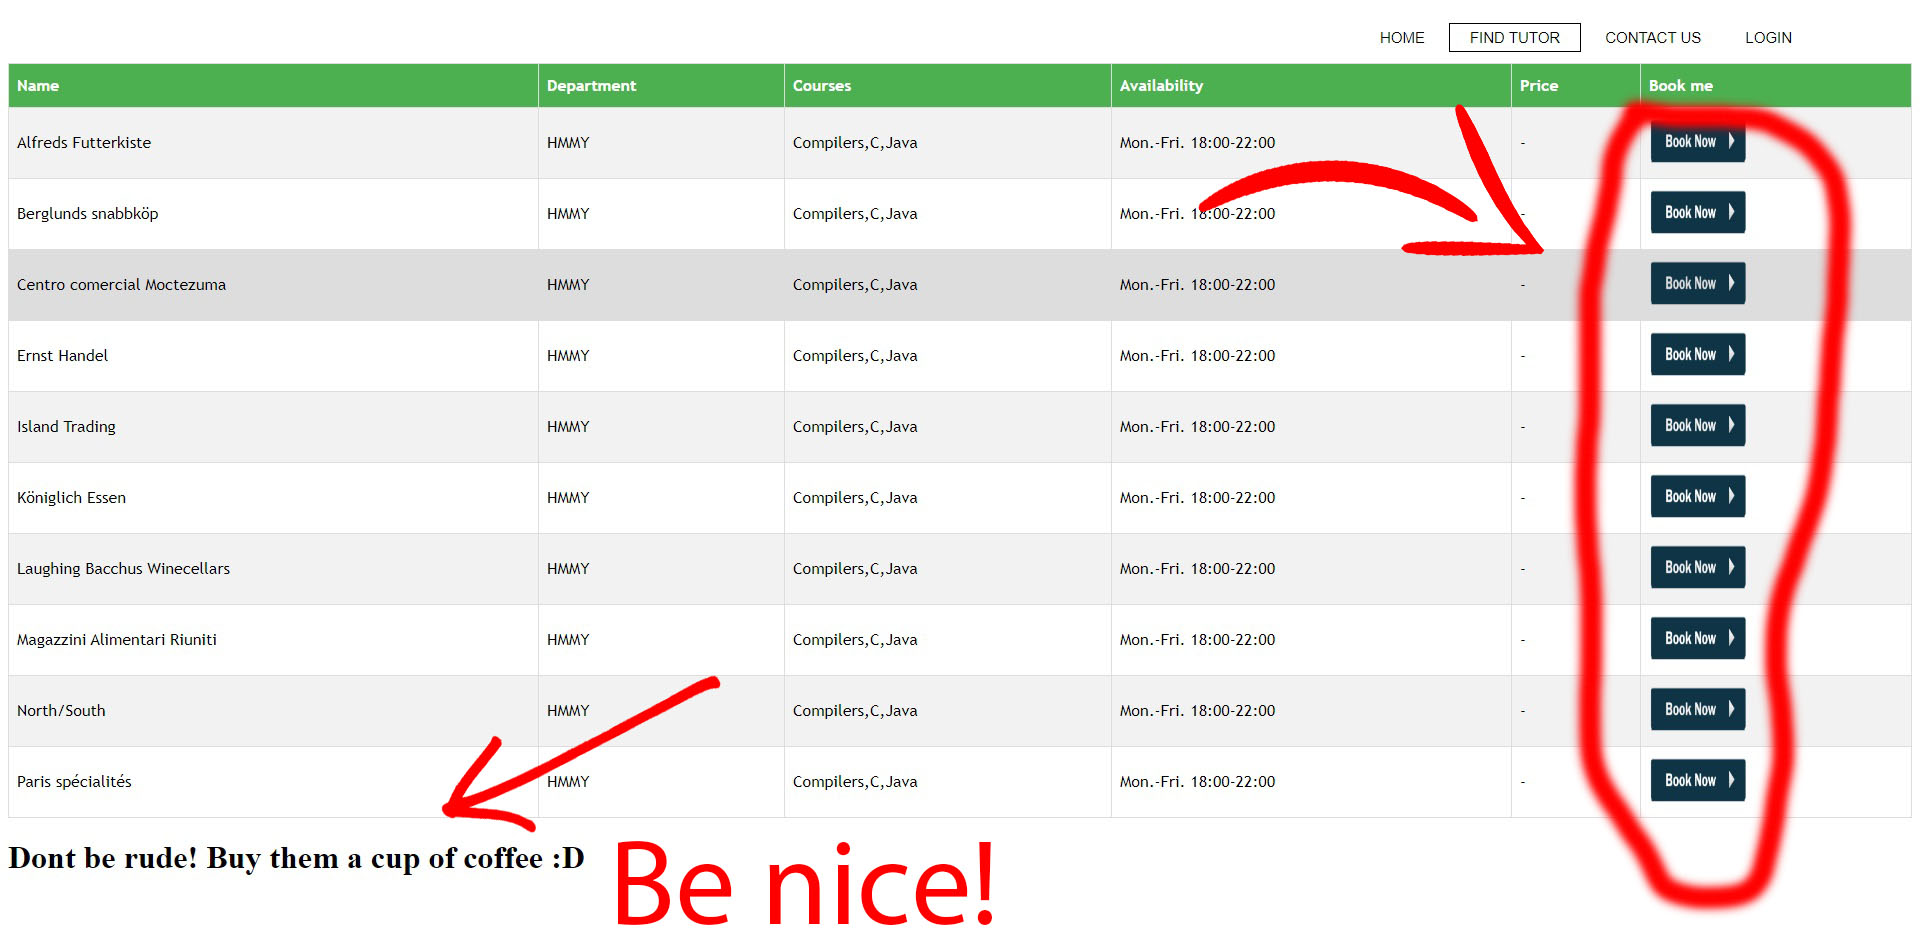 HOME FIND TUTOR CONTACT US LOGIN
Name Department Courses Availability Price Book me
Alfreds Futterkiste HMMY Compilers,C,Java Mon.-Fri. 18:00-22:00 - Book Now
Berglunds snabbköp HMMY Compilers,C,Java Mon.-Fri. 18:00-22:00 - Book Now
Centro comercial Moctezuma HMMY Compilers,C,Java Mon.-Fri. 18:00-22:00 - Book Now
Ernst Handel HMMY Compilers,C,Java Mon.-Fri. 18:00-22:00 - Book Now
Island Trading HMMY Compilers,C,Java Mon.-Fri. 18:00-22:00 - Book Now
Königlich Essen HMMY Compilers,C,Java Mon.-Fri. 18:00-22:00 - Book Now
Laughing Bacchus Winecellars HMMY Compilers,C,Java Mon.-Fri. 18:00-22:00 - Book Now
Magazzini Alimentari Riuniti HMMY Compilers,C,Java Mon.-Fri. 18:00-22:00 - Book Now
North/South HMMY Compilers,C,Java Mon.-Fri. 18:00-22:00 - Book Now
Paris spécialités HMMY Compilers,C,Java Mon.-Fri. 18:00-22:00 - Book Now
Dont be rude! Buy them a cup of coffee :D
Be nice!